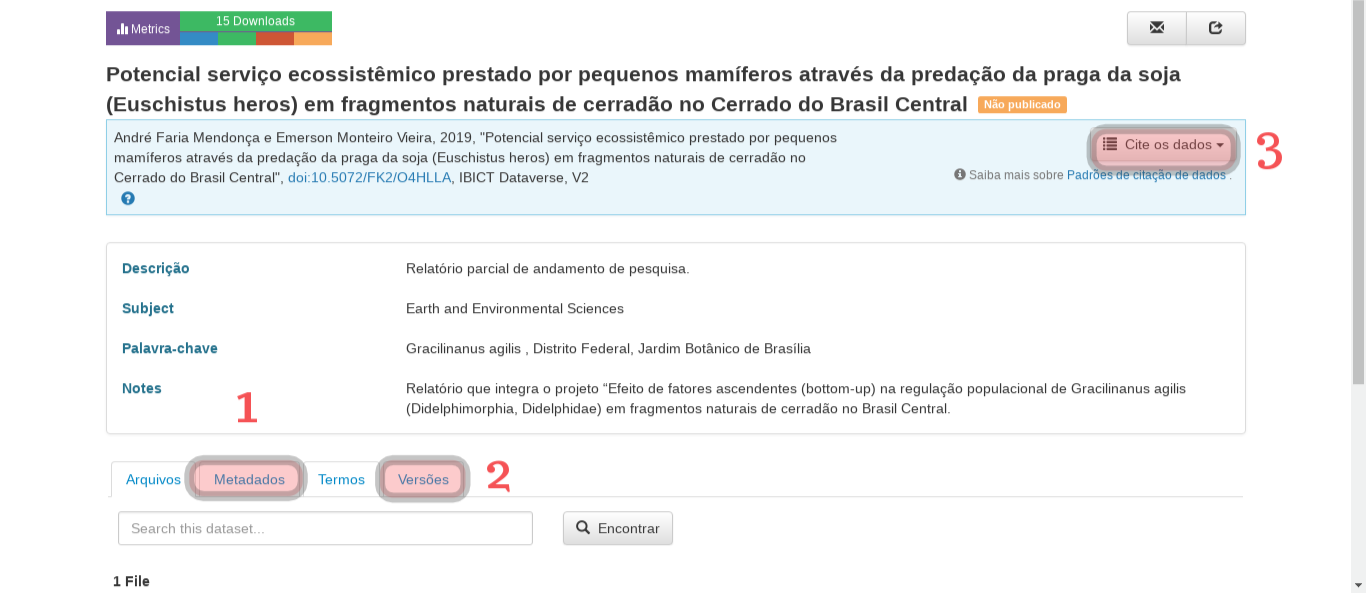 Metrics
15 Downloads
Potencial serviço ecossistêmico prestado por pequenos mamíferos através da predação da praga da soja
(Euschistus heros) em fragmentos naturais de cerradão no Cerrado do Brasil Central Não publicado
André Faria Mendonça e Emerson Monteiro Vieira, 2019, "Potencial serviço ecossistêmico prestado por pequenos
mamíferos através da predação da praga da soja (Euschistus heros) em fragmentos naturais de cerradão no
Cerrado do Brasil Central", doi:10.5072/FK2/O4HLLA, IBICT Dataverse, V2
Cite os dados
3
Saiba mais sobre Padrões de citação de dados .
Descrição Relatório parcial de andamento de pesquisa.
Subject Earth and Environmental Sciences
Palavra-chave Gracilinanus agilis , Distrito Federal, Jardim Botânico de Brasília
Notes Relatório que integra o projeto “Efeito de fatores ascendentes (bottom-up) na regulação populacional de Gracilinanus agilis
(Didelphimorphia, Didelphidae) em fragmentos naturais de cerradão no Brasil Central.
1
Arquivos Metadados Termos Versões 2
Search this dataset... Encontrar
1 File